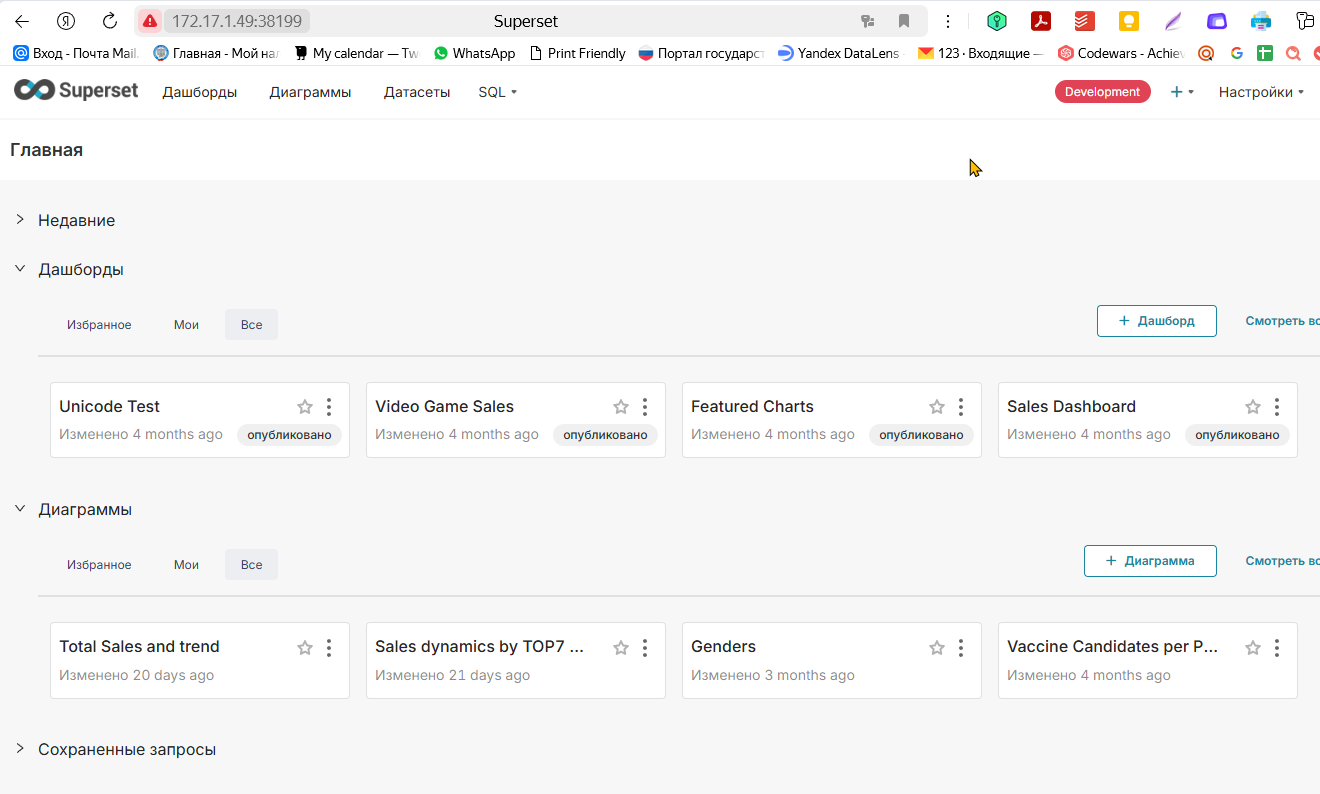 172.17.1.49:38199 Superset
Вход - Почта Mail. Главная - Мой на My calendar — Tw WhatsApp Print Friendly Портал государст Yandex DataLens 123 · Входящие — Codewars - Achiev
Superset Дашборды Диаграммы Датасеты SQL Development + Настройки
Главная
Недавние
Дашборды
Избранное Мои Все + Дашборд Смотреть вс
Unicode Test Video Game Sales Featured Charts Sales Dashboard
Изменено 4 months ago опубликовано Изменено 4 months ago опубликовано Изменено 4 months ago опубликовано Изменено 4 months ago опубликовано
Диаграммы
Избранное Мои Все + Диаграмма Смотреть вс
Total Sales and trend Sales dynamics by TOP7 ... Genders Vaccine Candidates per P...
Изменено 20 days ago Изменено 21 days ago Изменено 3 months ago Изменено 4 months ago
Сохраненные запросы